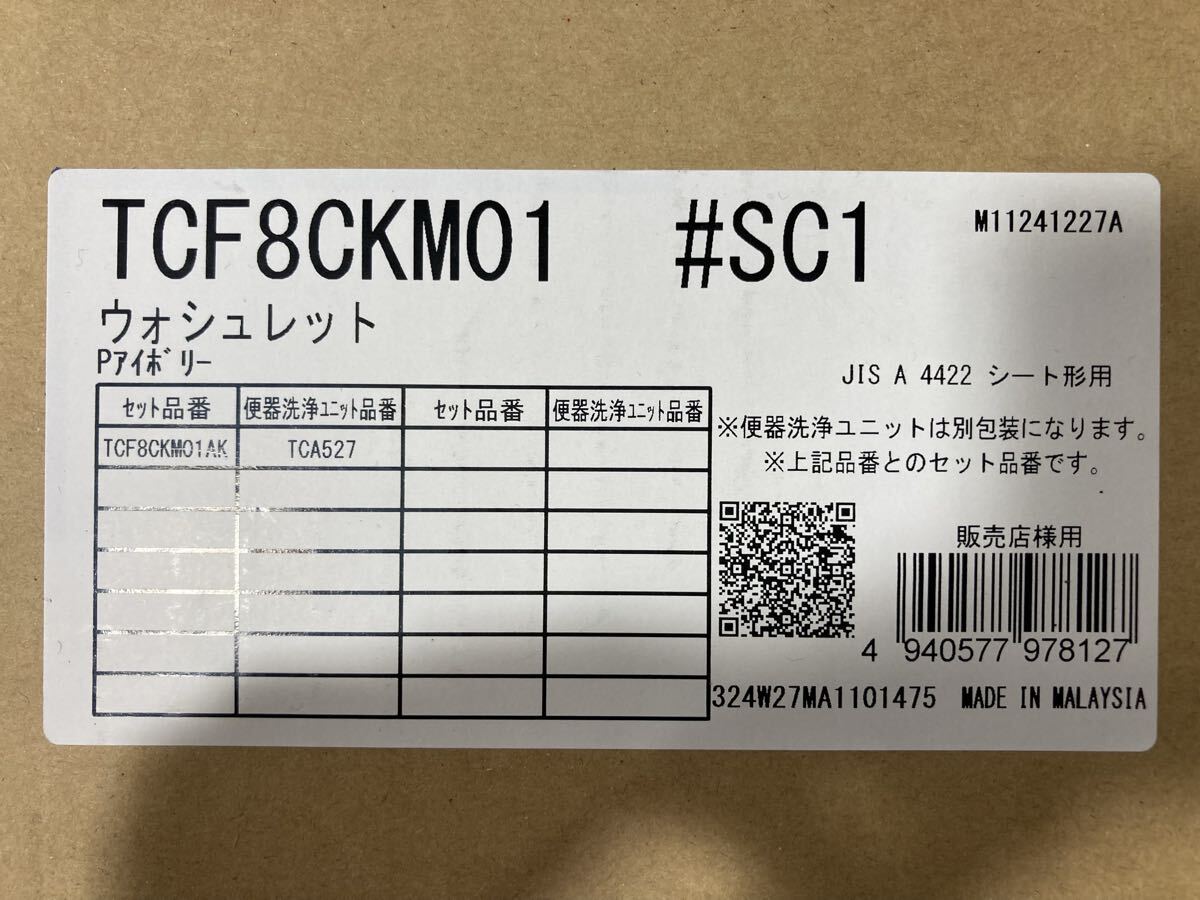 TCF8CKM01 #SC1 M11241227A
ウォシュレット
Pアイボリー
JIS A 4422 シート形用
セット品番 便器洗浄ユニット品番 セット品番 便器洗浄ユニット品番
TCF8CKM01AK TCA527
※便器洗浄ユニットは別包装になります。
※上記品番とのセット品番です。
販売店様用
4 940577 978127
324W27MA1101475 MADE IN MALAYSIA